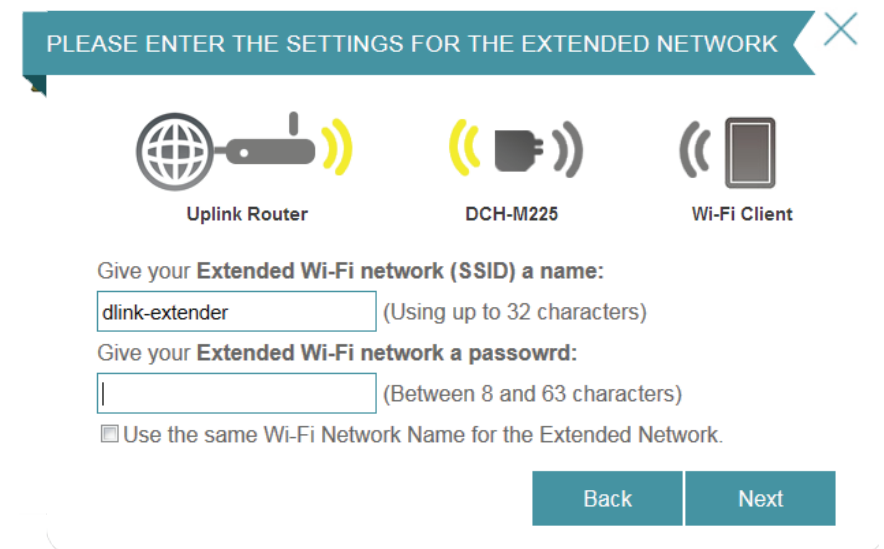 PLEASE ENTER THE SETTINGS FOR THE EXTENDED NETWORK
Uplink Router DCH-M225 Wi-Fi Client
Give your Extended Wi-Fi network (SSID) a name:
dlink-extender (Using up to 32 characters)
Give your Extended Wi-Fi network a passowrd:
(Between 8 and 63 characters)
Use the same Wi-Fi Network Name for the Extended Network.
Back Next